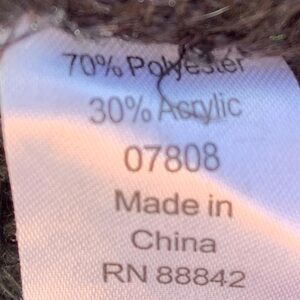 70% Polyester
30% Acrylic
07808
Made in
China
RN 88842